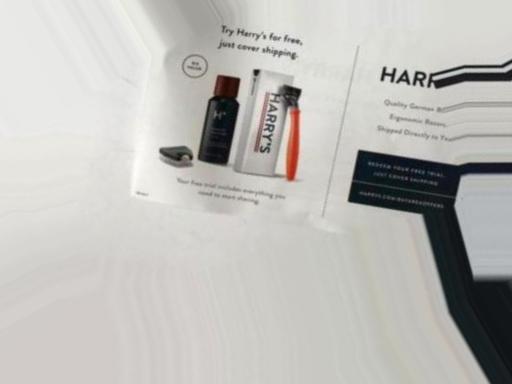 Try Harry's for free,
just cover shipping.
H'
HARRY'S
Your free trial includes everything you
need to start shaving.
HARR
Quality German
Ergonomic Razors,
Shipped Directly to You
REDEEM YOUR FREE TRIAL,
JUST COVER SHIPPING